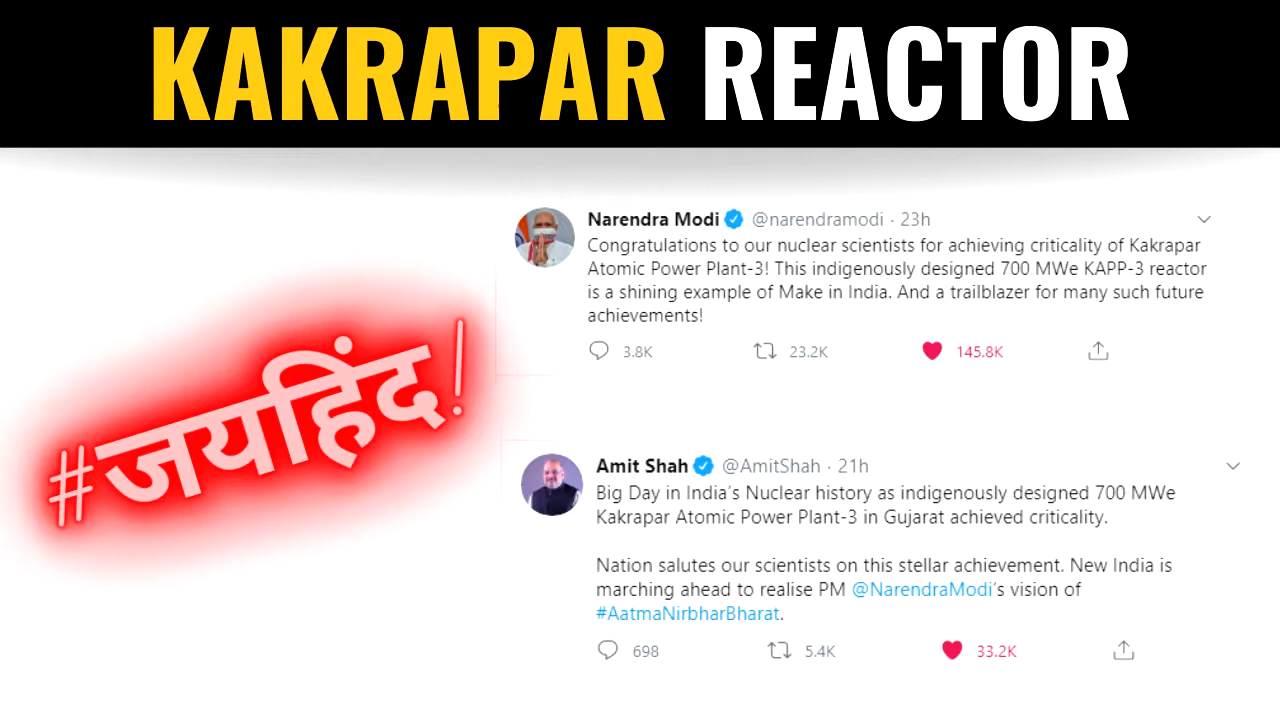 KAKRAPAR REACTOR
Narendra Modi @narendramodi · 23h
Congratulations to our nuclear scientists for achieving criticality of Kakrapar
Atomic Power Plant-3! This indigenously designed 700 MWe KAPP-3 reactor
is a shining example of Make in India. And a trailblazer for many such future
achievements!
3.8K 23.2K 145.8K
#जयहिंद!
Amit Shah @AmitShah · 21h
Big Day in India's Nuclear history as indigenously designed 700 MWe
Kakrapar Atomic Power Plant-3 in Gujarat achieved criticality.
Nation salutes our scientists on this stellar achievement. New India is
marching ahead to realise PM @NarendraModi's vision of
#AatmaNirbharBharat.
698 5.4K 33.2K